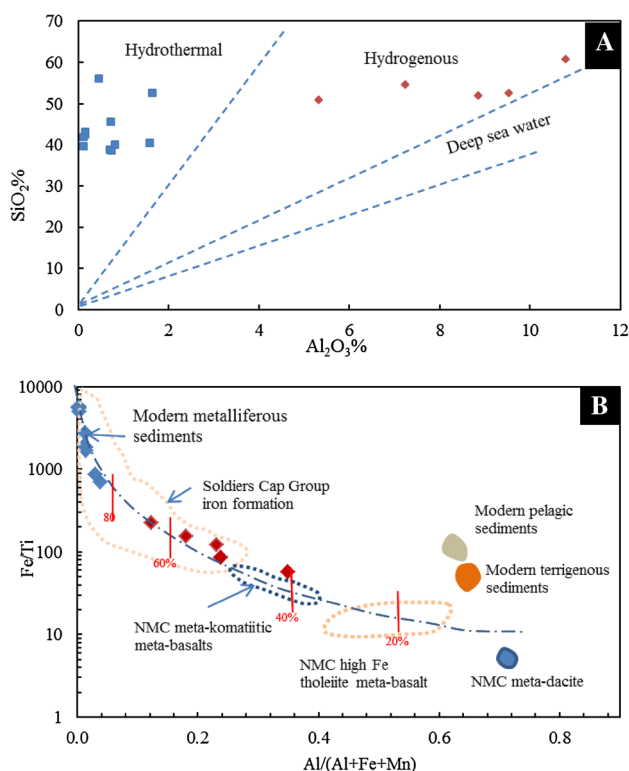 A
70
60
50
40
30
20
10
0
SiO2%
Hydrothermal
Hydrogenous
Deep sea water
0
2
4
6
8
10
12
Al2O3%
B
10000
1000
100
10
1
Fe/Ti
Modern metalliferous
sediments
Soldiers Cap Group
iron formation
80
60%
40%
20%
Modern pelagic
sediments
Modern terrigenous
sediments
NMC meta-komatiitic
meta-basalts
NMC high Fe
tholeiite meta-basalt
NMC meta-dacite
0.0
0.2
0.4
0.6
0.8
Al/(Al+Fe+Mn)